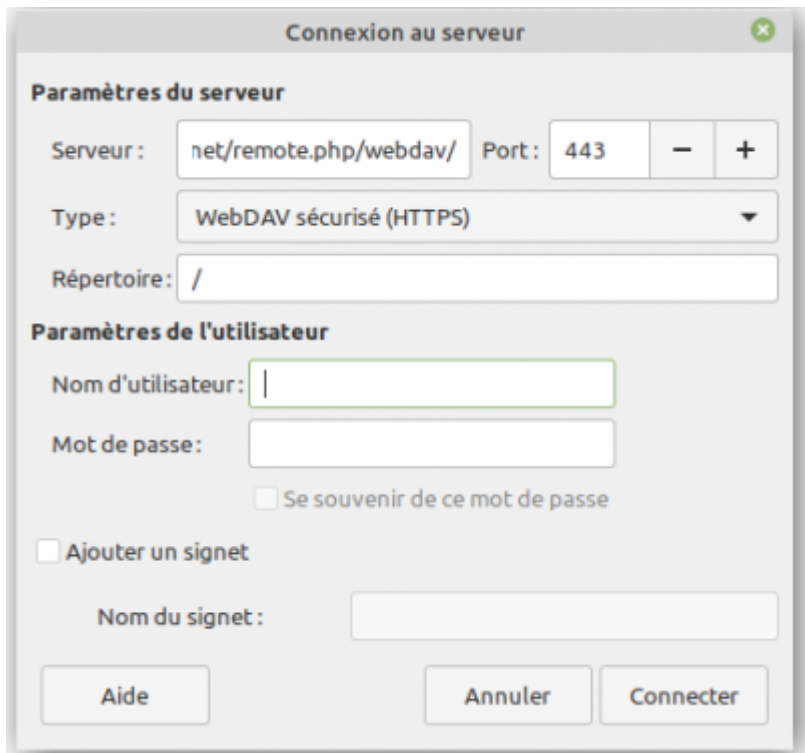 Connexion au serveur
Paramètres du serveur
Serveur : net/remote.php/webdav/ Port : 443 − +
Type : WebDAV sécurisé (HTTPS)
Répertoire : /
Paramètres de l'utilisateur
Nom d'utilisateur :
Mot de passe :
Se souvenir de ce mot de passe
Ajouter un signet
Nom du signet :
Aide Annuler Connecter